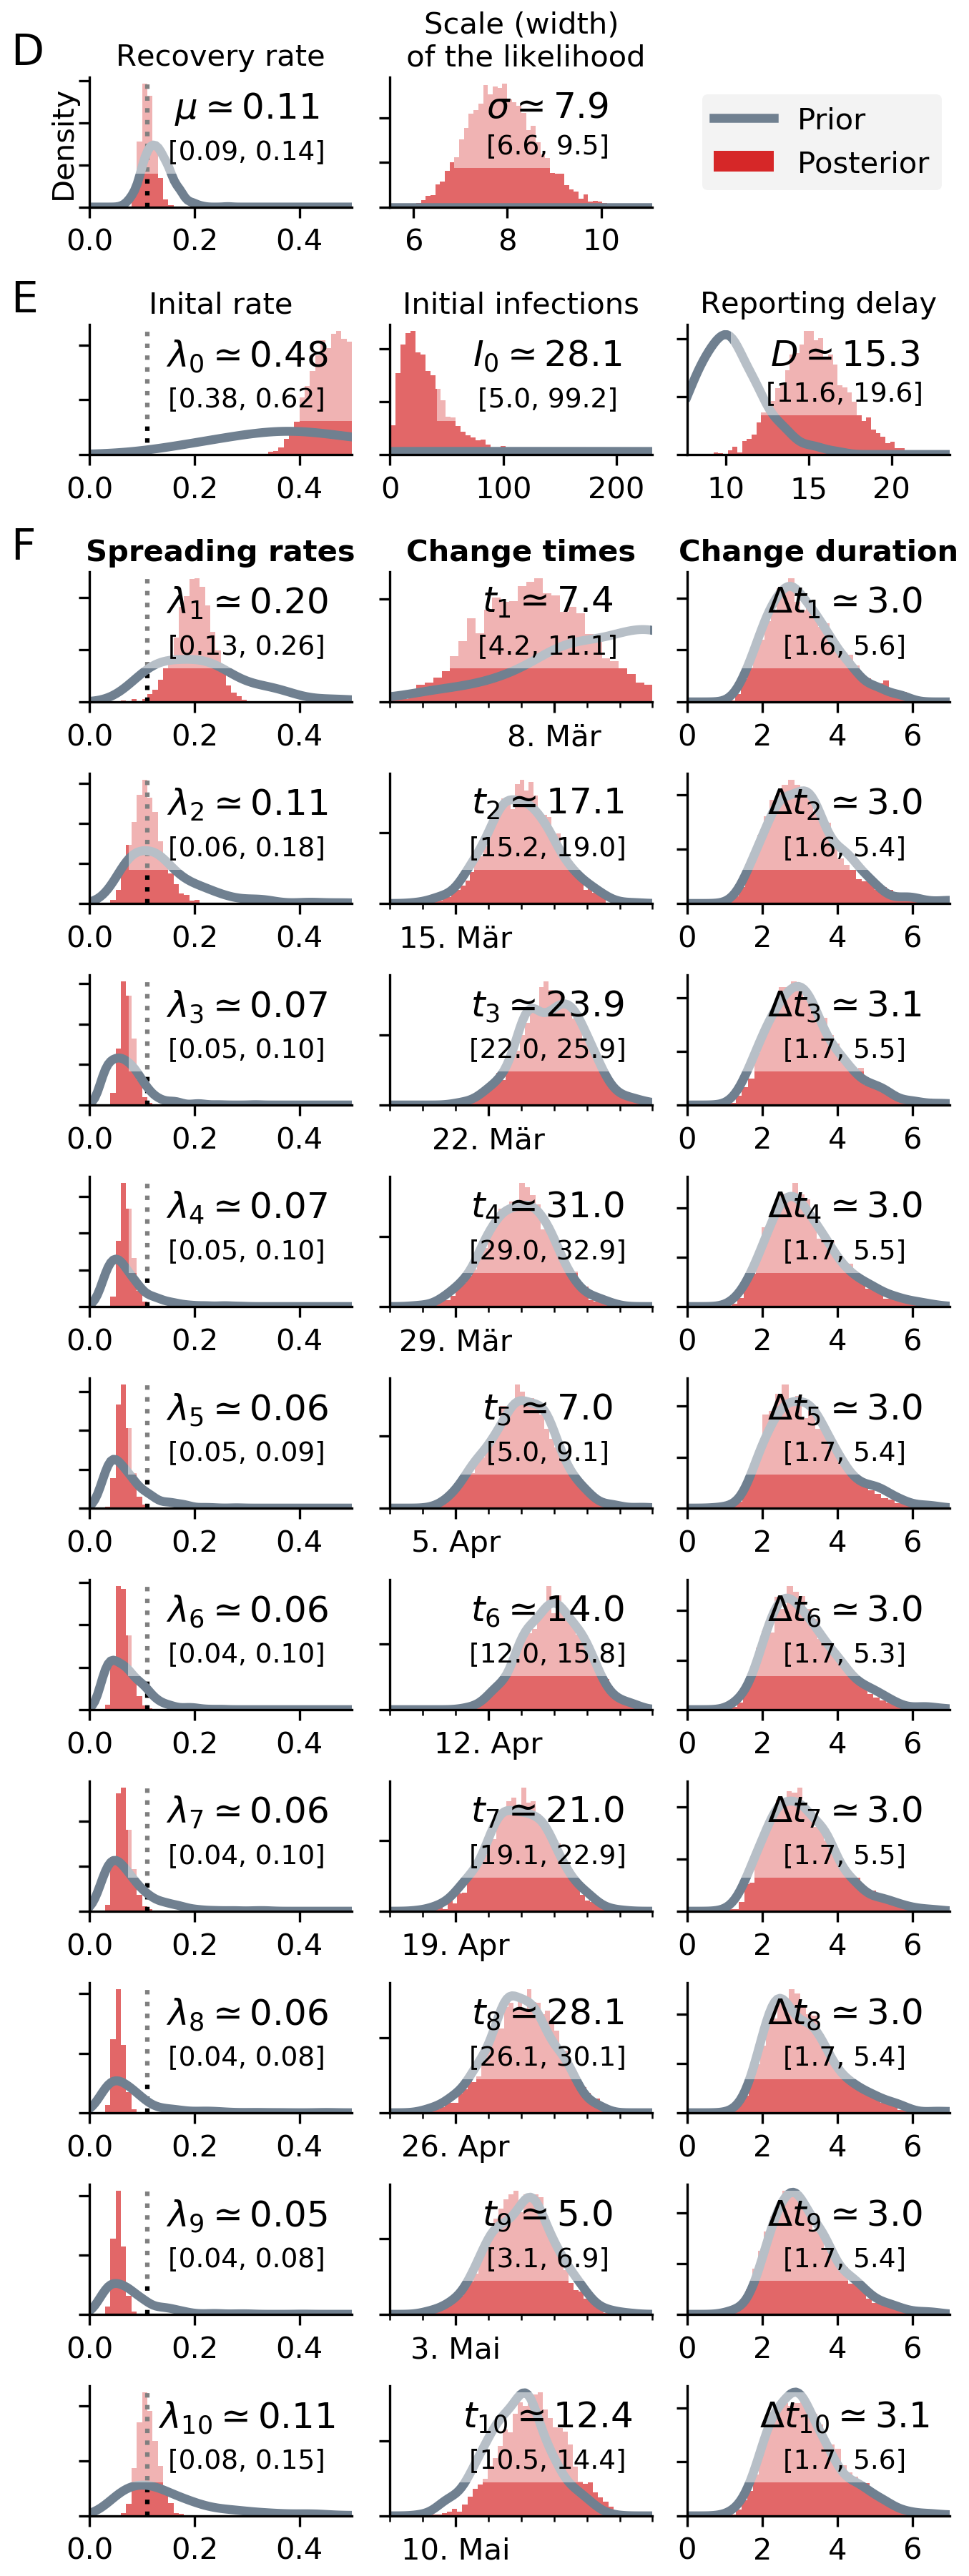 D
Recovery rate
Scale (width)
of the likelihood
Density
μ ≃ 0.11
[0.09, 0.14]
0.0 0.2 0.4
σ ≃ 7.9
[6.6, 9.5]
6 8 10
Prior
Posterior
E
Inital rate
λ0 ≃ 0.48
[0.38, 0.62]
0.0 0.2 0.4
Initial infections
I0 ≃ 28.1
[5.0, 99.2]
0 100 200
Reporting delay
D ≃ 15.3
[11.6, 19.6]
10 15 20
F
Spreading rates Change times Change duration
λ1 ≃ 0.20
[0.13, 0.26]
0.0 0.2 0.4
t1 ≃ 7.4
[4.2, 11.1]
8. Mär
Δt1 ≃ 3.0
[1.6, 5.6]
0 2 4 6
λ2 ≃ 0.11
[0.06, 0.18]
0.0 0.2 0.4
t2 ≃ 17.1
[15.2, 19.0]
15. Mär
Δt2 ≃ 3.0
[1.6, 5.4]
0 2 4 6
λ3 ≃ 0.07
[0.05, 0.10]
0.0 0.2 0.4
t3 ≃ 23.9
[22.0, 25.9]
22. Mär
Δt3 ≃ 3.1
[1.7, 5.5]
0 2 4 6
λ4 ≃ 0.07
[0.05, 0.10]
0.0 0.2 0.4
t4 ≃ 31.0
[29.0, 32.9]
29. Mär
Δt4 ≃ 3.0
[1.7, 5.5]
0 2 4 6
λ5 ≃ 0.06
[0.05, 0.09]
0.0 0.2 0.4
t5 ≃ 7.0
[5.0, 9.1]
5. Apr
Δt5 ≃ 3.0
[1.7, 5.4]
0 2 4 6
λ6 ≃ 0.06
[0.04, 0.10]
0.0 0.2 0.4
t6 ≃ 14.0
[12.0, 15.8]
12. Apr
Δt6 ≃ 3.0
[1.7, 5.3]
0 2 4 6
λ7 ≃ 0.06
[0.04, 0.10]
0.0 0.2 0.4
t7 ≃ 21.0
[19.1, 22.9]
19. Apr
Δt7 ≃ 3.0
[1.7, 5.5]
0 2 4 6
λ8 ≃ 0.06
[0.04, 0.08]
0.0 0.2 0.4
t8 ≃ 28.1
[26.1, 30.1]
26. Apr
Δt8 ≃ 3.0
[1.7, 5.4]
0 2 4 6
λ9 ≃ 0.05
[0.04, 0.08]
0.0 0.2 0.4
t9 ≃ 5.0
[3.1, 6.9]
3. Mai
Δt9 ≃ 3.0
[1.7, 5.4]
0 2 4 6
λ10 ≃ 0.11
[0.08, 0.15]
0.0 0.2 0.4
t10 ≃ 12.4
[10.5, 14.4]
10. Mai
Δt10 ≃ 3.1
[1.7, 5.6]
0 2 4 6